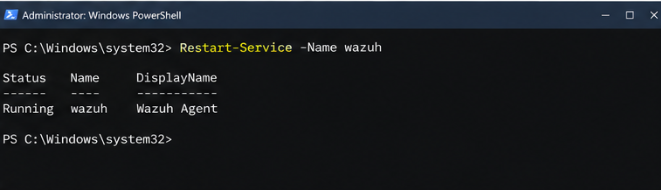 Administrator: Windows PowerShell
PS C:\Windows\system32> Restart-Service -Name wazuh
Status Name DisplayName
------ ---- -----------
Running wazuh Wazuh Agent
PS C:\Windows\system32>